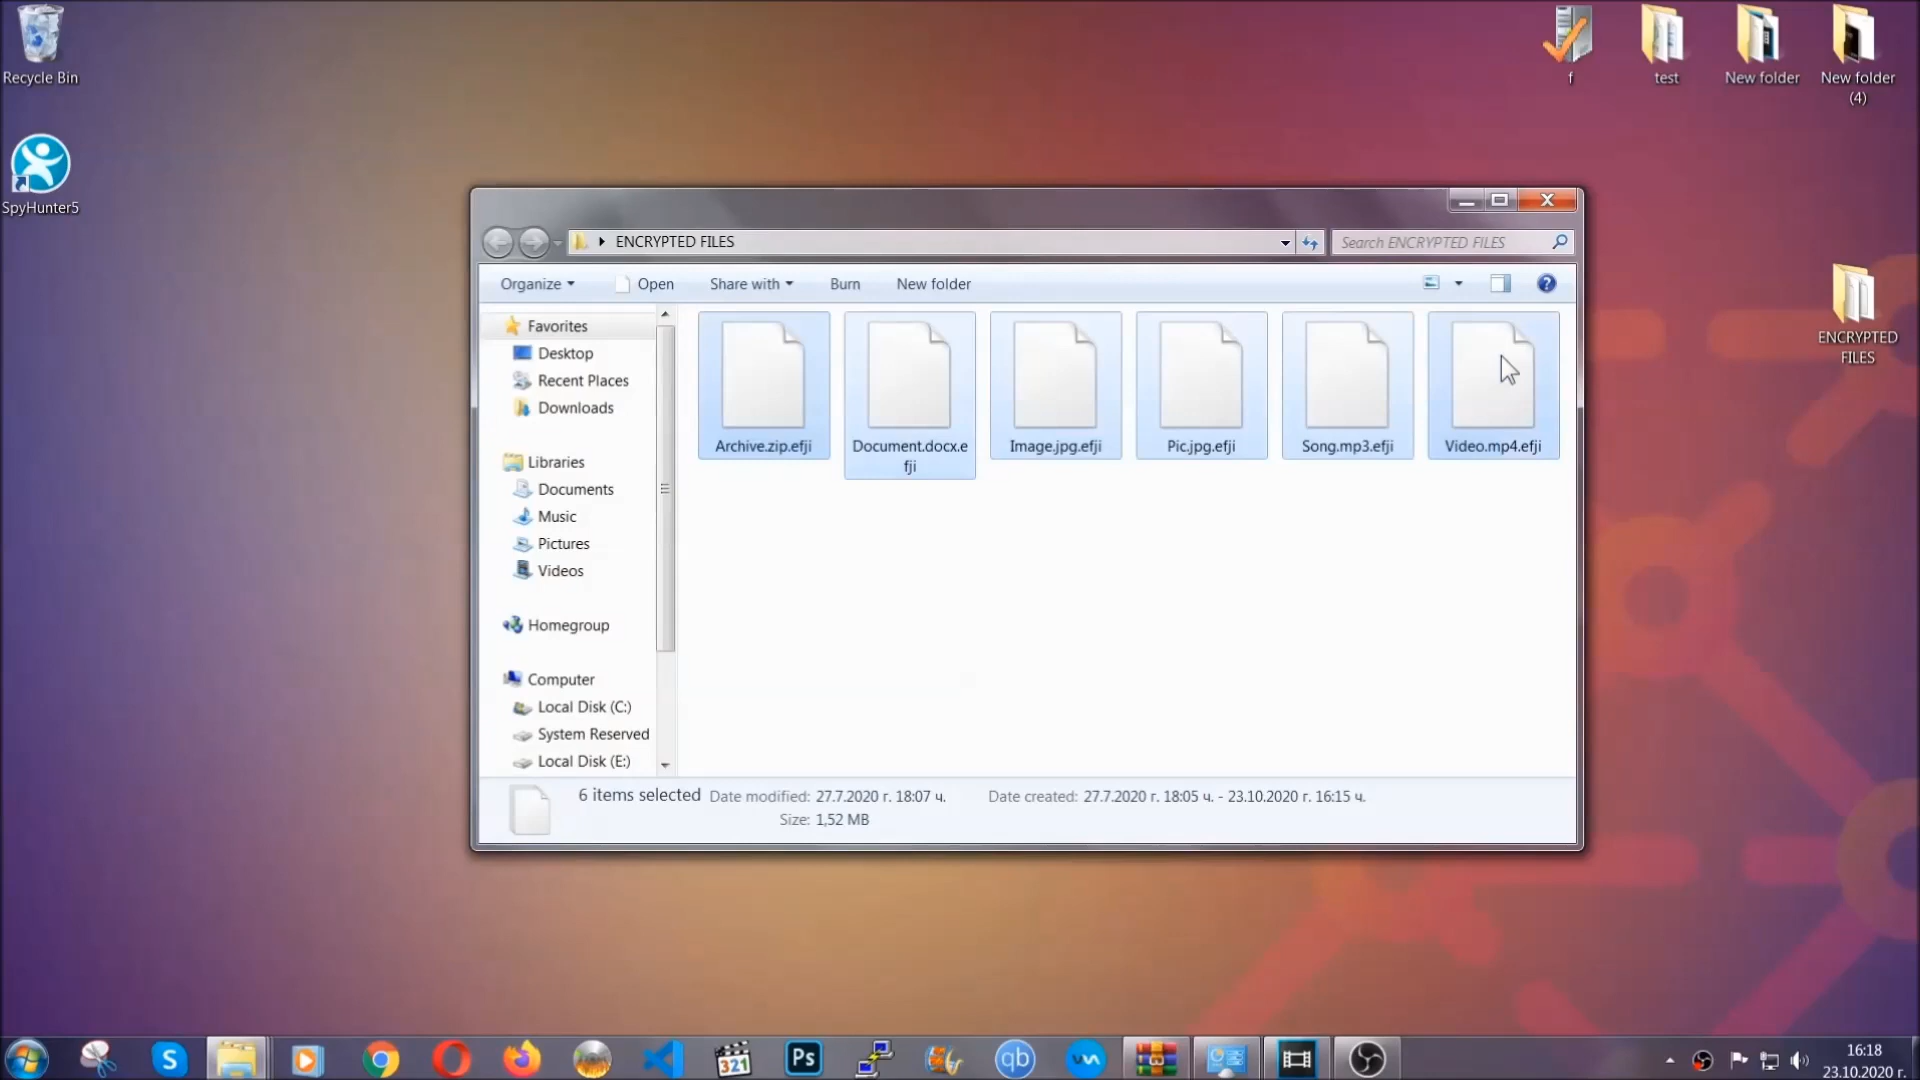 Recycle Bin
SpyHunter5
f
test
New folder
New folder
(4)
ENCRYPTED
FILES
ENCRYPTED FILES
Search ENCRYPTED FILES
Organize
Open
Share with
Burn
New folder
Favorites
Desktop
Recent Places
Downloads
Libraries
Documents
Music
Pictures
Videos
Homegroup
Computer
Local Disk (C:)
System Reserved
Local Disk (E:)
Archive.zip.efji
Document.docx.e
fji
Image.jpg.efji
Pic.jpg.efji
Song.mp3.efji
Video.mp4.efji
6 items selected
Date modified: 27.7.2020 г. 18:07 ч.
Date created: 27.7.2020 г. 18:05 ч. - 23.10.2020 г. 16:15 ч.
Size: 1,52 MB
S
321
Ps
qb
16:18
23.10.2020 г.